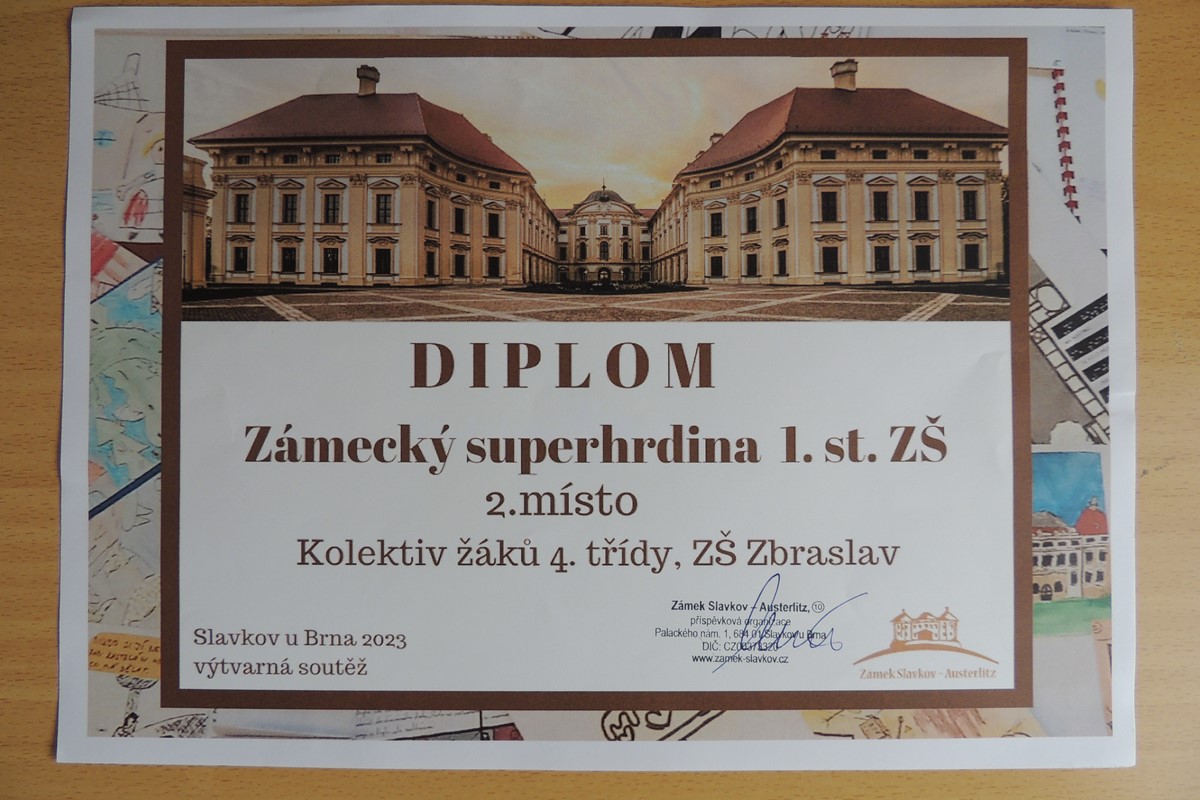 DIPLOM
Zámecký superhrdina 1. st. ZŠ
2.místo
Kolektiv žáků 4. třídy, ZŠ Zbraslav
Slavkov u Brna 2023
výtvarná soutěž
Zámek Slavkov – Austerlitz, 10
příspěvková organizace
Palackého nám. 1, 684 01 Slavkov u Brna
DIČ:
www.zamek-slavkov.cz
Zámek Slavkov – Austerlitz